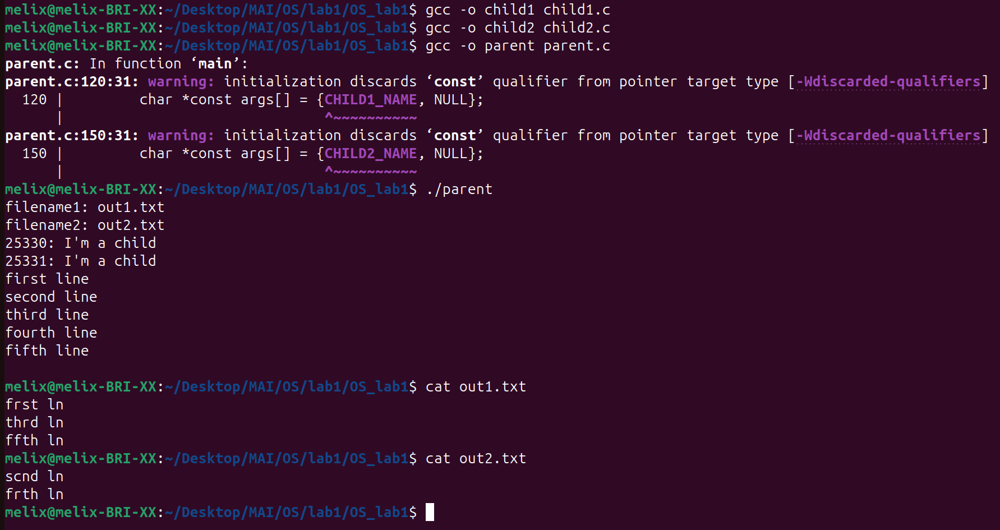 melix@melix-BRI-XX:~/Desktop/MAI/OS/lab1/OS_lab1$ gcc -o child1 child1.c
melix@melix-BRI-XX:~/Desktop/MAI/OS/lab1/OS_lab1$ gcc -o child2 child2.c
melix@melix-BRI-XX:~/Desktop/MAI/OS/lab1/OS_lab1$ gcc -o parent parent.c
parent.c: In function ‘main’:
parent.c:120:31: warning: initialization discards ‘const’ qualifier from pointer target type [-Wdiscarded-qualifiers]
  120 |         char *const args[] = {CHILD1_NAME, NULL};
      |                               ^~~~~~~~~~~
parent.c:150:31: warning: initialization discards ‘const’ qualifier from pointer target type [-Wdiscarded-qualifiers]
  150 |         char *const args[] = {CHILD2_NAME, NULL};
      |                               ^~~~~~~~~~~
melix@melix-BRI-XX:~/Desktop/MAI/OS/lab1/OS_lab1$ ./parent
filename1: out1.txt
filename2: out2.txt
25330: I'm a child
25331: I'm a child
first line
second line
third line
fourth line
fifth line

melix@melix-BRI-XX:~/Desktop/MAI/OS/lab1/OS_lab1$ cat out1.txt
frst ln
thrd ln
ffth ln
melix@melix-BRI-XX:~/Desktop/MAI/OS/lab1/OS_lab1$ cat out2.txt
scnd ln
frth ln
melix@melix-BRI-XX:~/Desktop/MAI/OS/lab1/OS_lab1$